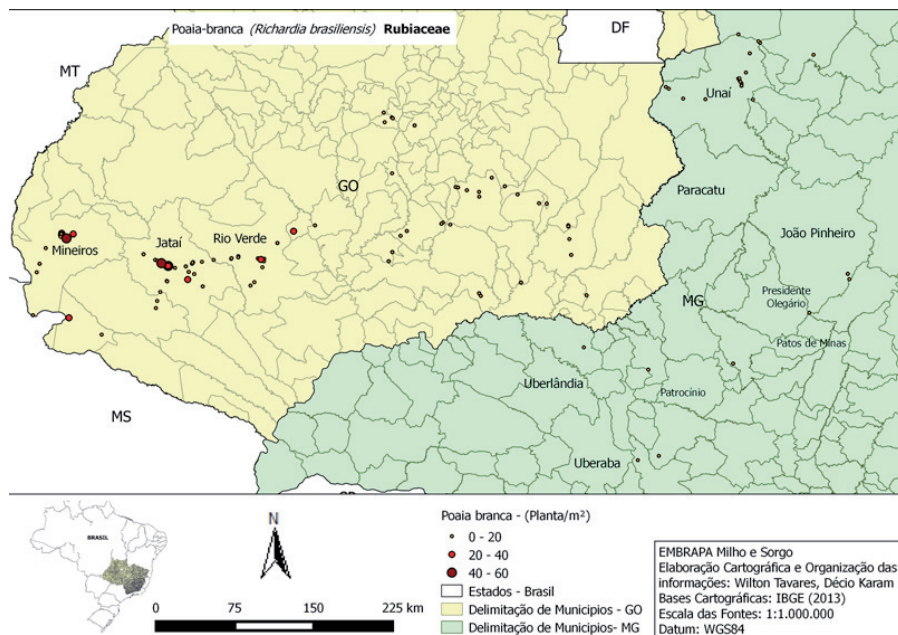 Poaia-branca (Richardia brasiliensis) Rubiaceae
DF
MT
Unaí
GO
Paracatu
Mineiros
Jataí
Rio Verde
João Pinheiro
Presidente
Olegário
MG
Patos de Minas
Uberlândia
Patrocínio
MS
Uberaba
BRASIL
N
0 75 150 225 km
Poaia branca - (Planta/m²)
0 - 20
20 - 40
40 - 60
Estados - Brasil
Delimitação de Municipios - GO
Delimitação de Municipios- MG
EMBRAPA Milho e Sorgo
Elaboração Cartográfica e Organização das
informações: Wilton Tavares, Décio Karam
Bases Cartográficas: IBGE (2013)
Escala das Fontes: 1:1.000.000
Datum: WGS84